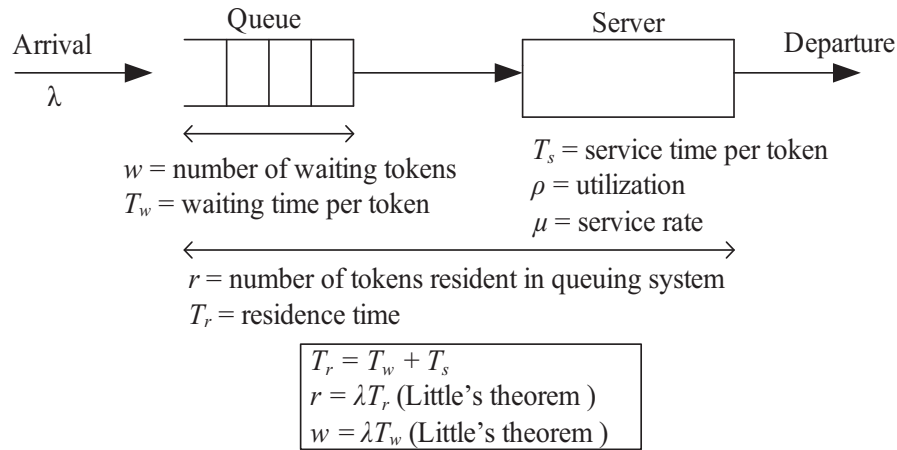 Queue
Server
Arrival
Departure
λ
w = number of waiting tokens
T_w = waiting time per token
T_s = service time per token
ρ = utilization
μ = service rate
r = number of tokens resident in queuing system
T_r = residence time
T_r = T_w + T_s
r = λT_r (Little’s theorem )
w = λT_w (Little’s theorem )